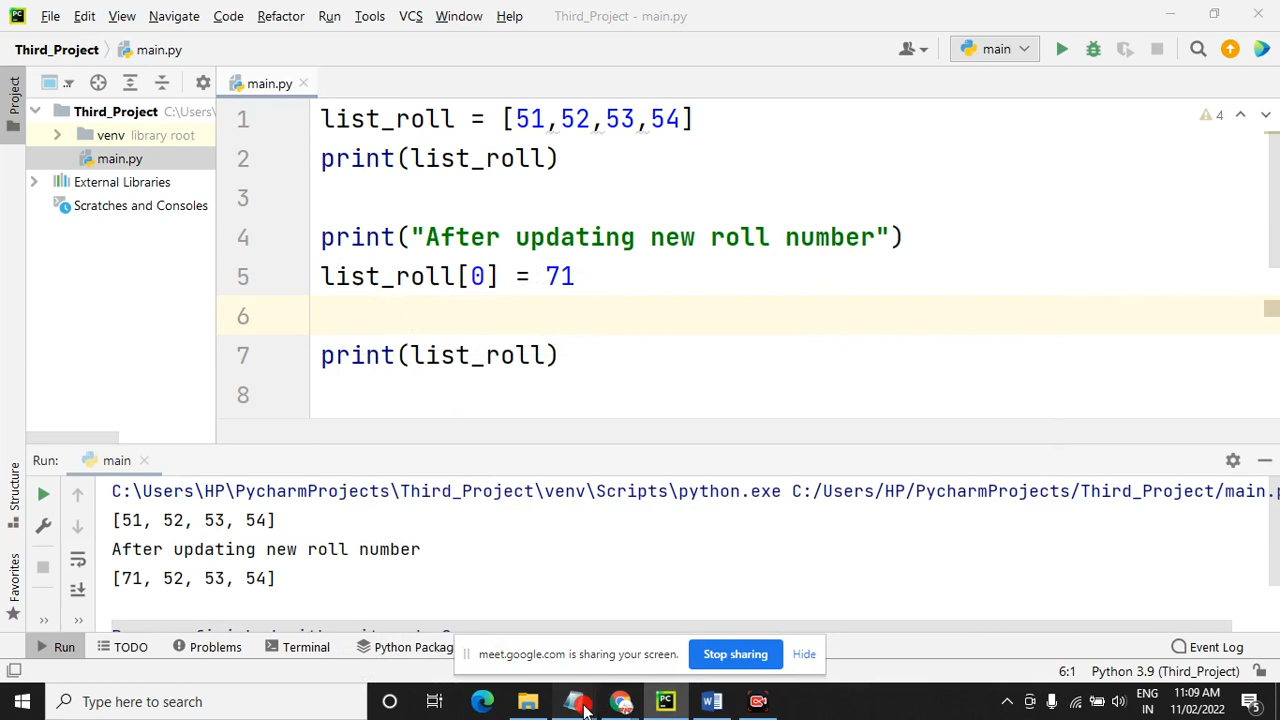 File Edit View Navigate Code Refactor Run Tools VCS Window Help Third_Project - main.py
Third_Project main.py main
Project
main.py
Third_Project C:\Users\
venv library root
main.py
External Libraries
Scratches and Consoles
4
1 list_roll = [51,52,53,54]
2 print(list_roll)
3
4 print("After updating new roll number")
5 list_roll[0] = 71
6
7 print(list_roll)
8
Structure
Favorites
Run: main
C:\Users\HP\PycharmProjects\Third_Project\venv\Scripts\python.exe C:/Users/HP/PycharmProjects/Third_Project/main.p
[51, 52, 53, 54]
After updating new roll number
[71, 52, 53, 54]
Run TODO Problems Terminal Python Packag Event Log
meet.google.com is sharing your screen. Stop sharing Hide
6:1 Python 3.9 (Third_Project)
Type here to search
ENG 11:09 AM
IN 11/02/2022
5